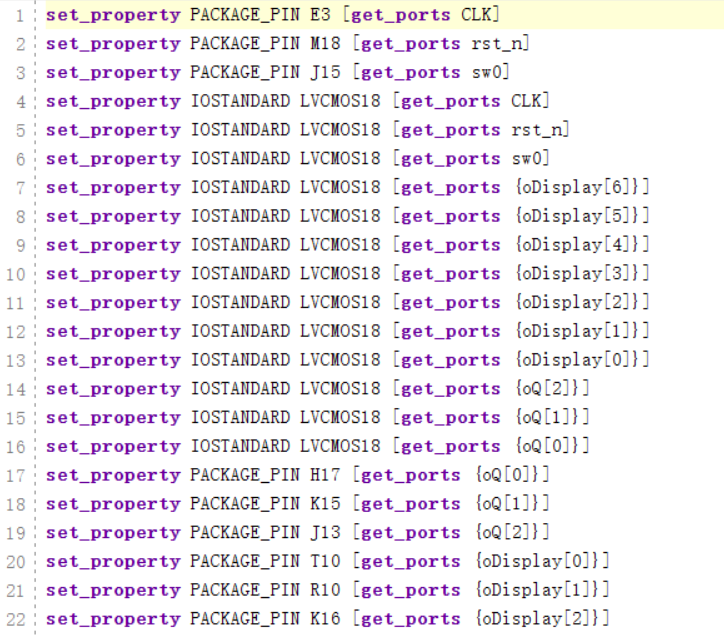 1 set_property PACKAGE_PIN E3 [get_ports CLK]
2 set_property PACKAGE_PIN M18 [get_ports rst_n]
3 set_property PACKAGE_PIN J15 [get_ports sw0]
4 set_property IOSTANDARD LVCMOS18 [get_ports CLK]
5 set_property IOSTANDARD LVCMOS18 [get_ports rst_n]
6 set_property IOSTANDARD LVCMOS18 [get_ports sw0]
7 set_property IOSTANDARD LVCMOS18 [get_ports {oDisplay[6]}]
8 set_property IOSTANDARD LVCMOS18 [get_ports {oDisplay[5]}]
9 set_property IOSTANDARD LVCMOS18 [get_ports {oDisplay[4]}]
10 set_property IOSTANDARD LVCMOS18 [get_ports {oDisplay[3]}]
11 set_property IOSTANDARD LVCMOS18 [get_ports {oDisplay[2]}]
12 set_property IOSTANDARD LVCMOS18 [get_ports {oDisplay[1]}]
13 set_property IOSTANDARD LVCMOS18 [get_ports {oDisplay[0]}]
14 set_property IOSTANDARD LVCMOS18 [get_ports {oQ[2]}]
15 set_property IOSTANDARD LVCMOS18 [get_ports {oQ[1]}]
16 set_property IOSTANDARD LVCMOS18 [get_ports {oQ[0]}]
17 set_property PACKAGE_PIN H17 [get_ports {oQ[0]}]
18 set_property PACKAGE_PIN K15 [get_ports {oQ[1]}]
19 set_property PACKAGE_PIN J13 [get_ports {oQ[2]}]
20 set_property PACKAGE_PIN T10 [get_ports {oDisplay[0]}]
21 set_property PACKAGE_PIN R10 [get_ports {oDisplay[1]}]
22 set_property PACKAGE_PIN K16 [get_ports {oDisplay[2]}]